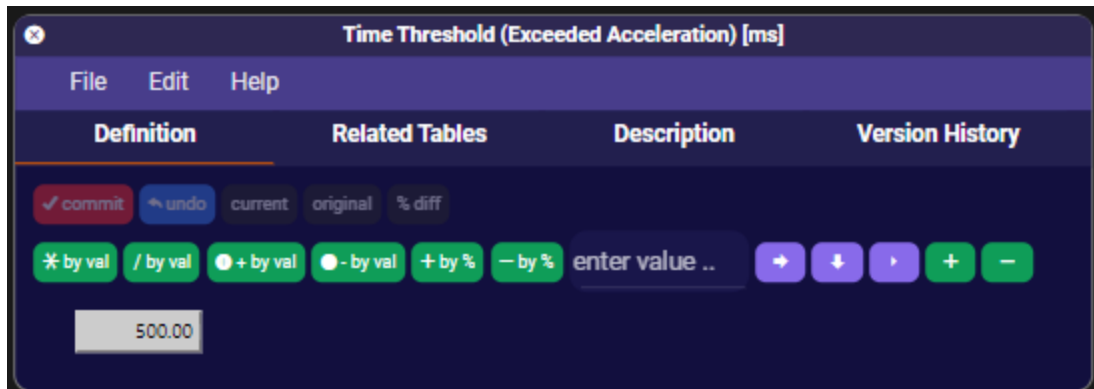 Time Threshold (Exceeded Acceleration) [ms]
File Edit Help
Definition Related Tables Description Version History
commit undo current original % diff
by val / by val + by val - by val + by % - by % enter value .. + -
500.00